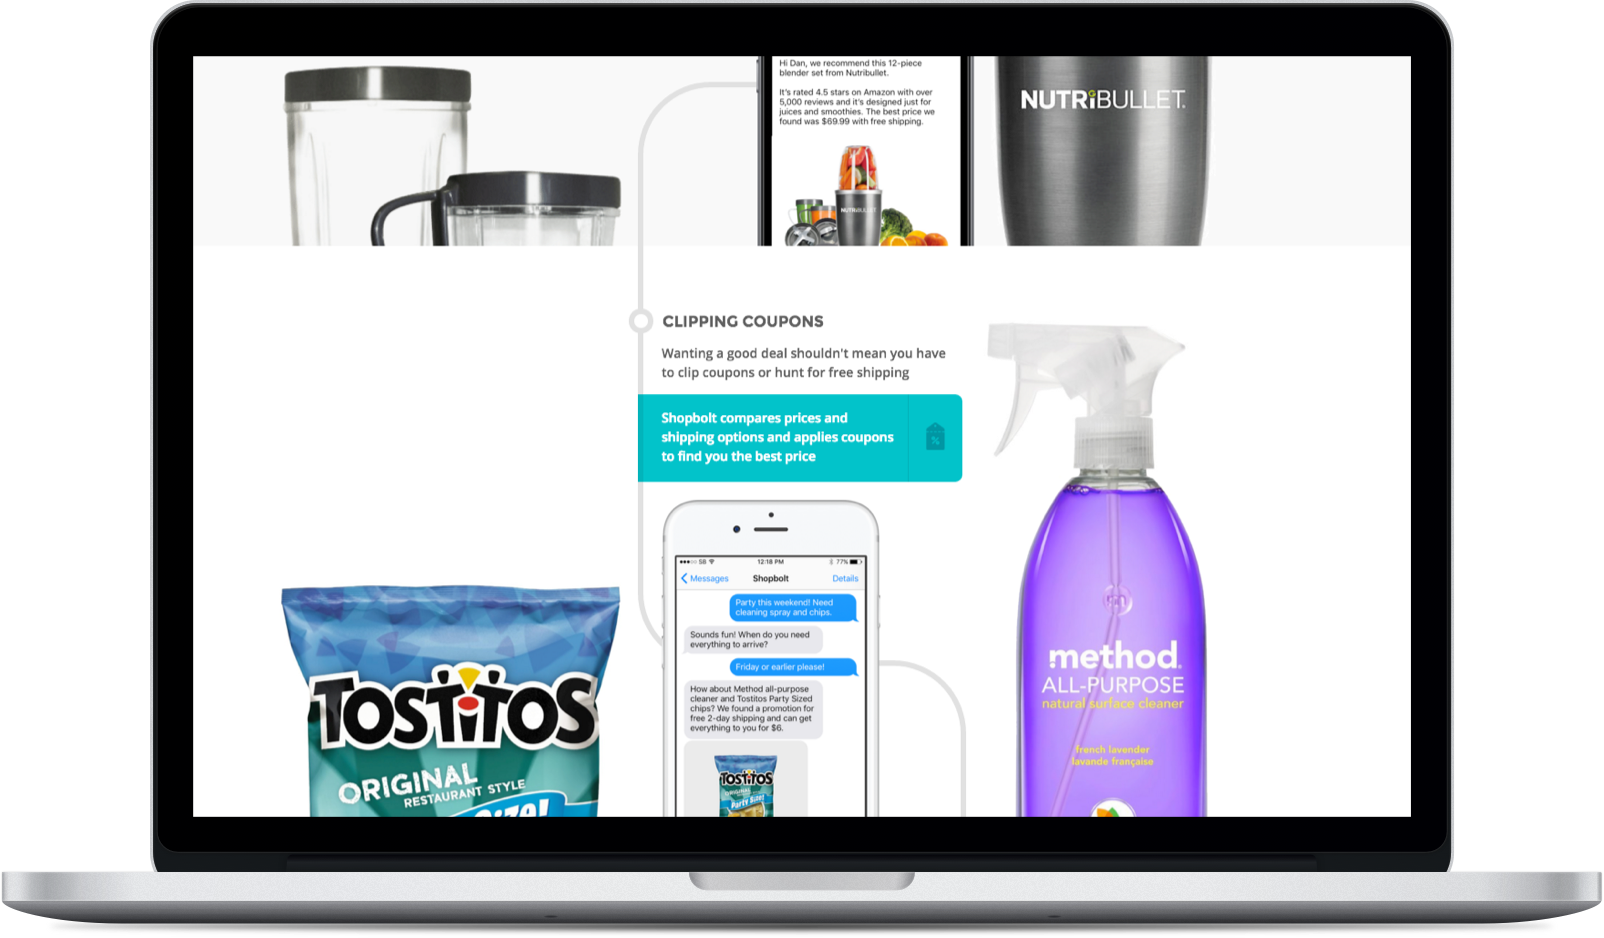 Hi Dan, we recommend this 12-piece
blender set from Nutribullet.
It's rated 4.5 stars on Amazon with over
5,000 reviews and it's designed just for
juices and smoothies. The best price we
found was $69.99 with free shipping.
NUTRiBULLET.
NUTRiBULLET
CLIPPING COUPONS
Wanting a good deal shouldn't mean you have
to clip coupons or hunt for free shipping
Shopbolt compares prices and
shipping options and applies coupons
to find you the best price
%
SB 12:18 PM 77%
Messages Shopbolt Details
Party this weekend! Need
cleaning spray and chips.
Sounds fun! When do you need
everything to arrive?
Friday or earlier please!
How about Method all-purpose
cleaner and Tostitos Party Sized
chips? We found a promotion for
free 2-day shipping and can get
everything to you for $6.
TOSTITOS
ORIGINAL
Party Size!
TOSTITOS
ORIGINAL
RESTAURANT STYLE
Size!
m
method.
ALL-PURPOSE
natural surface cleaner
french lavender
lavande française